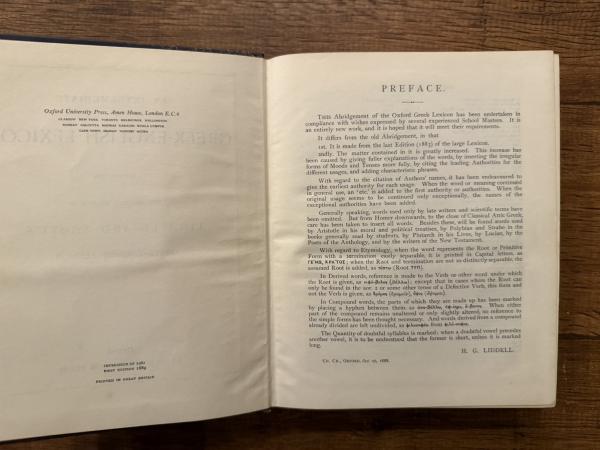 Oxford University Press, Amen House, London E.C.4
GLASGOW NEW YORK TORONTO MELBOURNE WELLINGTON
BOMBAY CALCUTTA MADRAS KARACHI KUALA LUMPUR
CAPE TOWN IBADAN NAIROBI ACCRA
FIRST EDITION 1889
PRINTED IN GREAT BRITAIN
PREFACE.
THIS Abridgement of the Oxford Greek Lexicon has been undertaken in
compliance with wishes expressed by several experienced School Masters. It is
an entirely new work, and it is hoped that it will meet their requirements.
It differs from the old Abridgement, in that
1st. It is made from the last Edition (1883) of the large Lexicon.
2ndly. The matter contained in it is greatly increased. This increase has
been caused by giving fuller explanations of the words, by inserting the irregular
forms of Moods and Tenses more fully, by citing the leading Authorities for the
different usages, and adding characteristic phrases.
With regard to the citation of Authors' names, it has been endeavoured to
give the earliest authority for each usage. When the word or meaning continued
in general use, an 'etc.' is added to the first authority or authorities. When the
original usage seems to be continued only exceptionally, the names of the
exceptional authorities have been added.
Generally speaking, words used only by late writers and scientific terms have
been omitted. But from Homer downwards, to the close of Classical Attic Greek,
care has been taken to insert all words. Besides these, will be found words used
by Aristotle in his moral and political treatises, by Polybius and Strabo in the
books generally read by students, by Plutarch in his Lives, by Lucian, by the
Poets of the Anthology, and by the writers of the New Testament.
With regard to Etymology, when the word represents the Root or Primitive
Form with a termination easily separable, it is printed in Capital letters, as
when the Root and termination are not so distinctly separable, the
assumed Root is added, as (Root
In Derived words, reference is made to the Verb or other word under which
the Root is given, as except that in cases where the Root can
only be found in the aor. 2 or some other tense of a Defective Verb, this form and
not the Verb is given, as
In Compound words, the parts of which they are made up has been marked
by placing a hyphen between them as When either
part of the compound remains unaltered or only slightly altered, no reference to
the simple forms has been thought necessary. And words derived from a compound
already divided are left undivided, as from
The Quantity of doubtful syllables is marked: when a doubtful vowel precedes
another vowel, it is to be understood that the former is short, unless it is marked
long.
H. G. LIDDELL.
CH. CH., OXFORD, Oct. 1888.